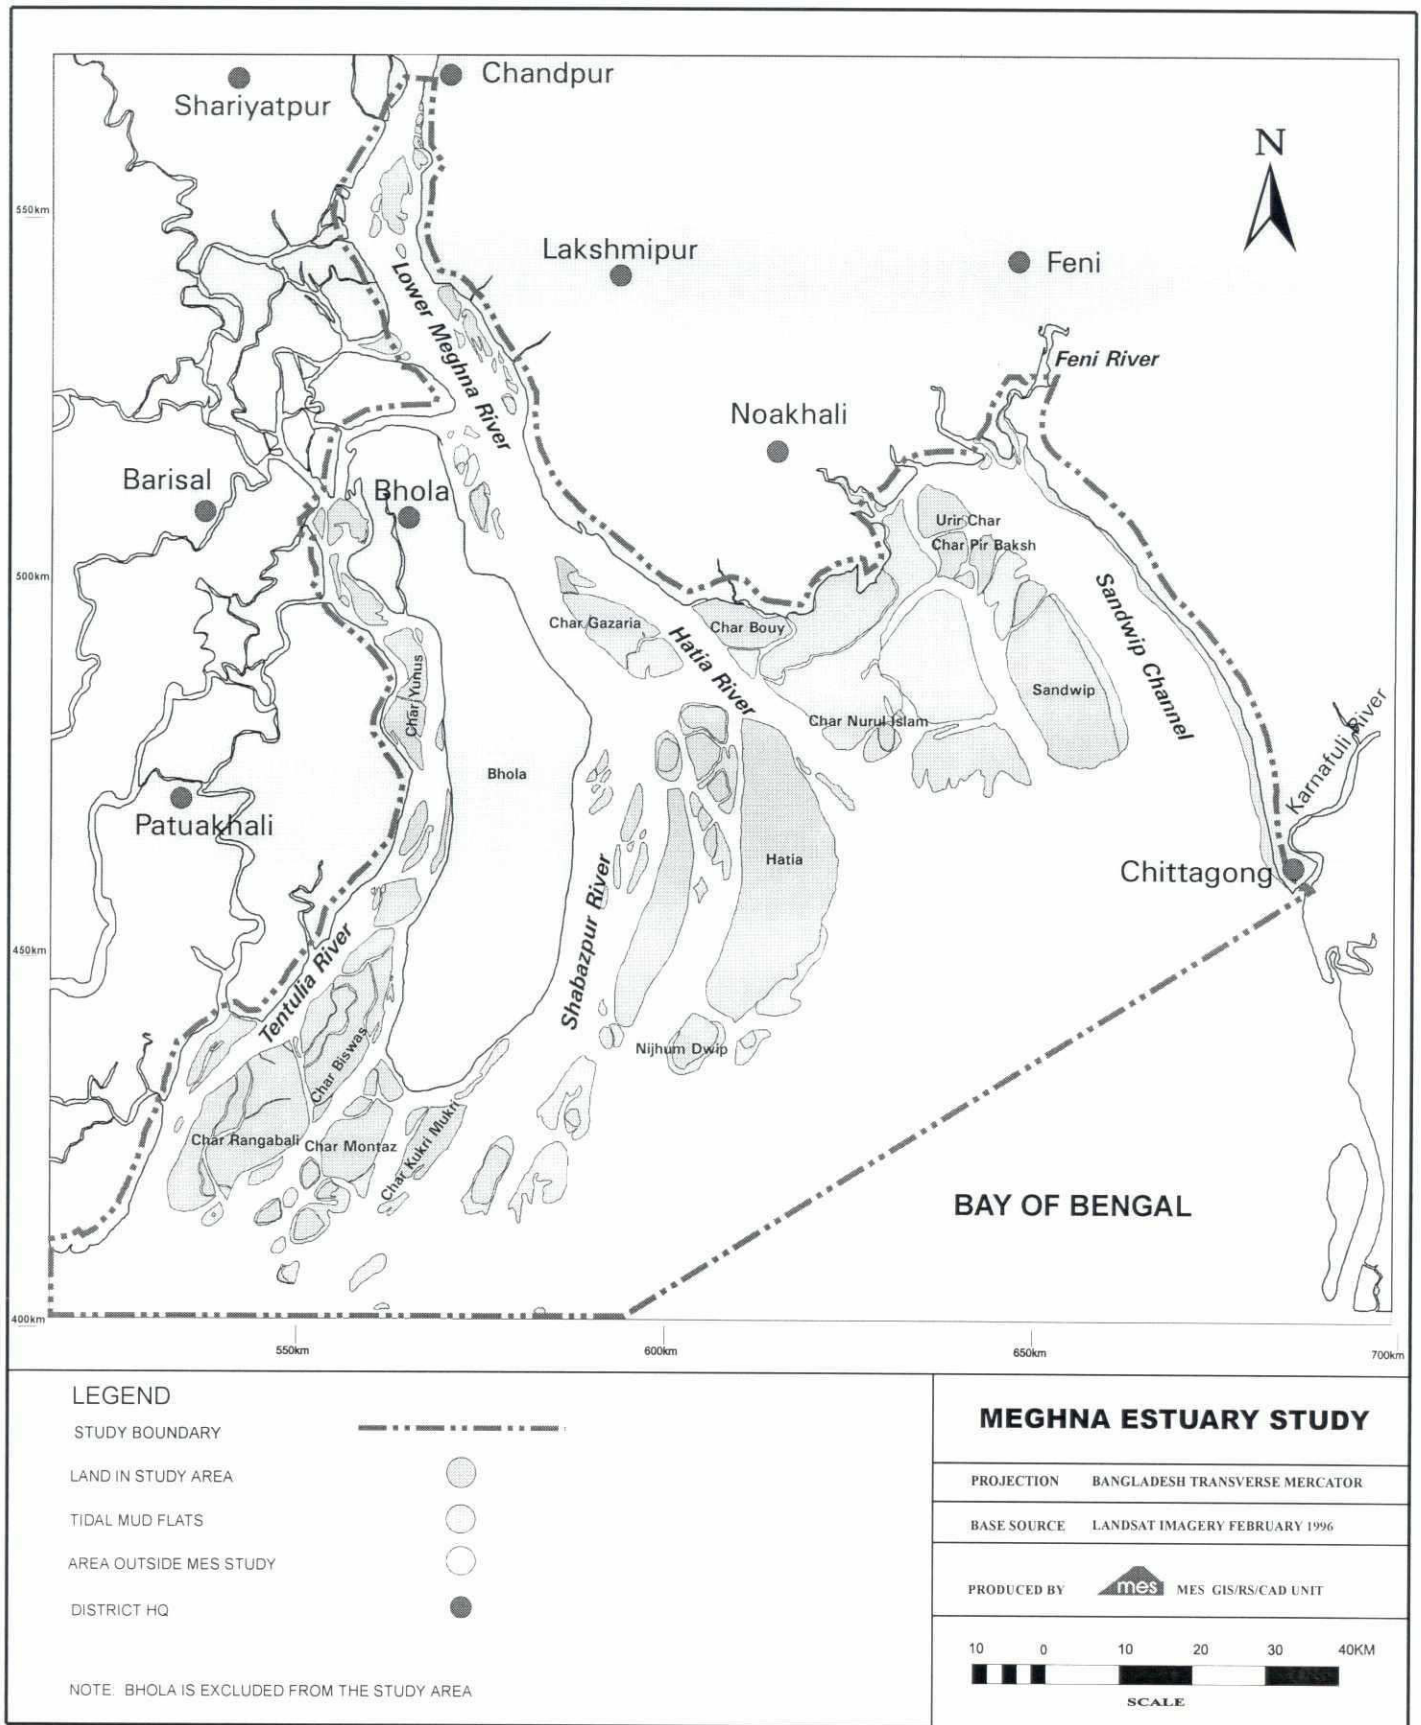 Chandpur
Shariyatpur
N
550km
Lakshmipur
Feni
Lower Meghna River
Feni River
Noakhali
Barisal
Bhola
Urir Char
Char Pir Baksh
500km
Sandwip Channel
Char Gazaria
Char Bouy
Hatia River
Char Yunus
Sandwip
Char Nurul Islam
Karnafuli River
Bhola
Patuakhali
Hatia
Chittagong
Shabazpur River
450km
Tentulia River
Nijhum Dwip
Char Biswas
Char Rangabali
Char Montaz
Char Kukri Mukri
BAY OF BENGAL
400km
550km
600km
650km
700km
LEGEND
STUDY BOUNDARY
LAND IN STUDY AREA
TIDAL MUD FLATS
AREA OUTSIDE MES STUDY
DISTRICT HQ
NOTE: BHOLA IS EXCLUDED FROM THE STUDY AREA
MEGHNA ESTUARY STUDY
PROJECTION BANGLADESH TRANSVERSE MERCATOR
BASE SOURCE LANDSAT IMAGERY FEBRUARY 1996
PRODUCED BY mes MES GIS/RS/CAD UNIT
10 0 10 20 30 40KM
SCALE